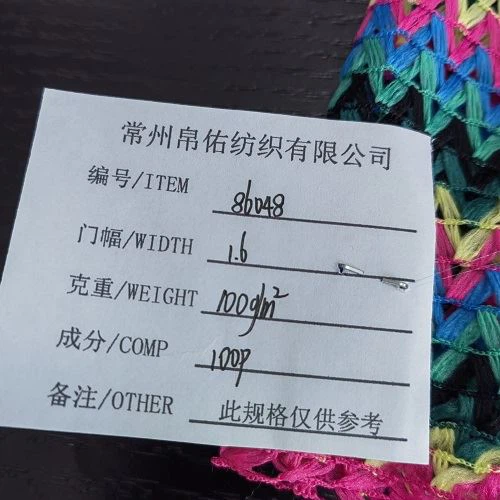 常州帛佑纺织有限公司
编号/ITEM 86048
门幅/WIDTH 1.6
克重/WEIGHT 100g/m²
成分/COMP 100P
备注/OTHER 此规格仅供参考